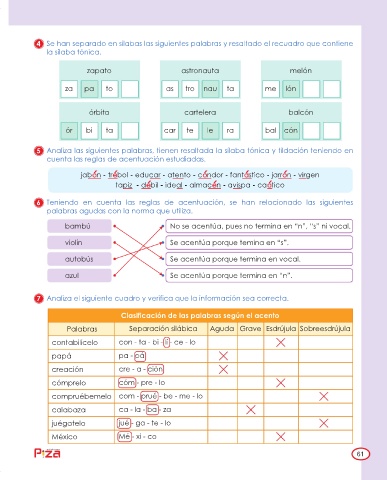 4 Se han separado en sílabas las siguientes palabras y resaltado el recuadro que contiene
la sílaba tónica.
zapato astronauta melón
za pa to as tro nau ta me lón
órbita cartelera balcón
ór bi ta car te le ra bal cón
5 Analiza las siguientes palabras, tienen resaltada la sílaba tónica y tildación teniendo en
cuenta las reglas de acentuación estudiadas.
jabón - trébol - educar - atento - cóndor - fantástico - jarrón - virgen
tapiz - débil - ideal - almacén - avispa - caótico
6 Teniendo en cuenta las reglas de acentuación, se han relacionado las siguientes
palabras agudas con la norma que utiliza.
bambú No se acentúa, pues no termina en "n", "s" ni vocal.
violín Se acentúa porque temina en "s".
autobús Se acentúa porque termina en vocal.
azul Se acentúa porque termina en "n".
7 Analiza el siguiente cuadro y verifica que la información sea correcta.
Clasificación de las palabras según el acento
Palabras Separación silábica Aguda Grave Esdrújula Sobreesdrújula
contabilícelo con - ta - bi - lí - ce - lo
papá pa - pá
creación cre - a - ción
cómprelo cóm - pre - lo
compruébemelo com - prué - be - me - lo
calabaza ca - la - ba - za
juégatelo jué - ga - te - lo
México Mé - xi - co
Piza 61